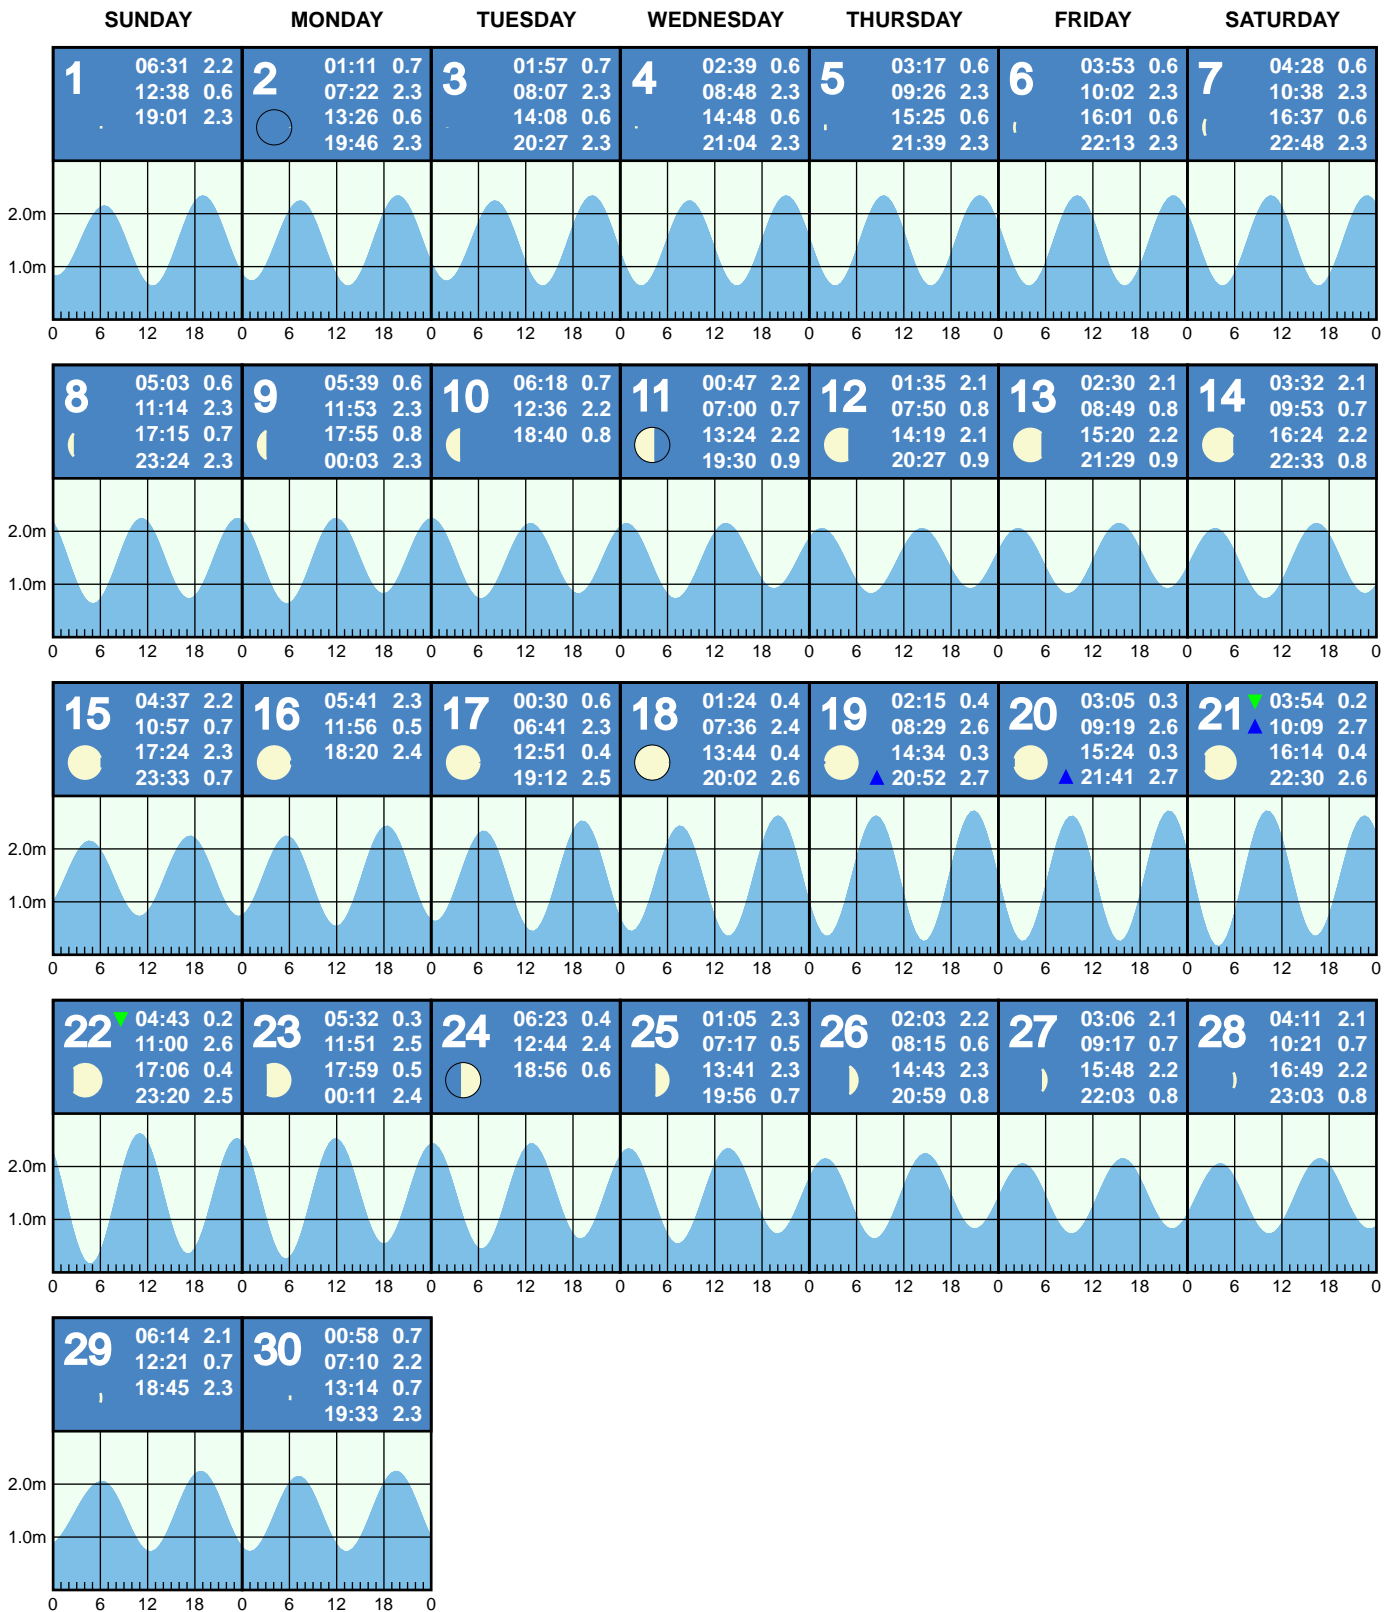 SUNDAY MONDAY TUESDAY WEDNESDAY THURSDAY FRIDAY SATURDAY
1 06:31 2.2
12:38 0.6
19:01 2.3
2 01:11 0.7
07:22 2.3
13:26 0.6
19:46 2.3
3 01:57 0.7
08:07 2.3
14:08 0.6
20:27 2.3
4 02:39 0.6
08:48 2.3
14:48 0.6
21:04 2.3
5 03:17 0.6
09:26 2.3
15:25 0.6
21:39 2.3
6 03:53 0.6
10:02 2.3
16:01 0.6
22:13 2.3
7 04:28 0.6
10:38 2.3
16:37 0.6
22:48 2.3
2.0m
1.0m
0 6 12 18 0 6 12 18 0 6 12 18 0 6 12 18 0 6 12 18 0 6 12 18 0 6 12 18 0
8 05:03 0.6
11:14 2.3
17:15 0.7
23:24 2.3
9 05:39 0.6
11:53 2.3
17:55 0.8
00:03 2.3
10 06:18 0.7
12:36 2.2
18:40 0.8
11 00:47 2.2
07:00 0.7
13:24 2.2
19:30 0.9
12 01:35 2.1
07:50 0.8
14:19 2.1
20:27 0.9
13 02:30 2.1
08:49 0.8
15:20 2.2
21:29 0.9
14 03:32 2.1
09:53 0.7
16:24 2.2
22:33 0.8
2.0m
1.0m
0 6 12 18 0 6 12 18 0 6 12 18 0 6 12 18 0 6 12 18 0 6 12 18 0 6 12 18 0
15 04:37 2.2
10:57 0.7
17:24 2.3
23:33 0.7
16 05:41 2.3
11:56 0.5
18:20 2.4
17 00:30 0.6
06:41 2.3
12:51 0.4
19:12 2.5
18 01:24 0.4
07:36 2.4
13:44 0.4
20:02 2.6
19 02:15 0.4
08:29 2.6
14:34 0.3
20:52 2.7
20 03:05 0.3
09:19 2.6
15:24 0.3
21:41 2.7
21 03:54 0.2
10:09 2.7
16:14 0.4
22:30 2.6
2.0m
1.0m
0 6 12 18 0 6 12 18 0 6 12 18 0 6 12 18 0 6 12 18 0 6 12 18 0 6 12 18 0
22 04:43 0.2
11:00 2.6
17:06 0.4
23:20 2.5
23 05:32 0.3
11:51 2.5
17:59 0.5
00:11 2.4
24 06:23 0.4
12:44 2.4
18:56 0.6
25 01:05 2.3
07:17 0.5
13:41 2.3
19:56 0.7
26 02:03 2.2
08:15 0.6
14:43 2.3
20:59 0.8
27 03:06 2.1
09:17 0.7
15:48 2.2
22:03 0.8
28 04:11 2.1
10:21 0.7
16:49 2.2
23:03 0.8
2.0m
1.0m
0 6 12 18 0 6 12 18 0 6 12 18 0 6 12 18 0 6 12 18 0 6 12 18 0 6 12 18 0
29 06:14 2.1
12:21 0.7
18:45 2.3
30 00:58 0.7
07:10 2.2
13:14 0.7
19:33 2.3
2.0m
1.0m
0 6 12 18 0 6 12 18 0